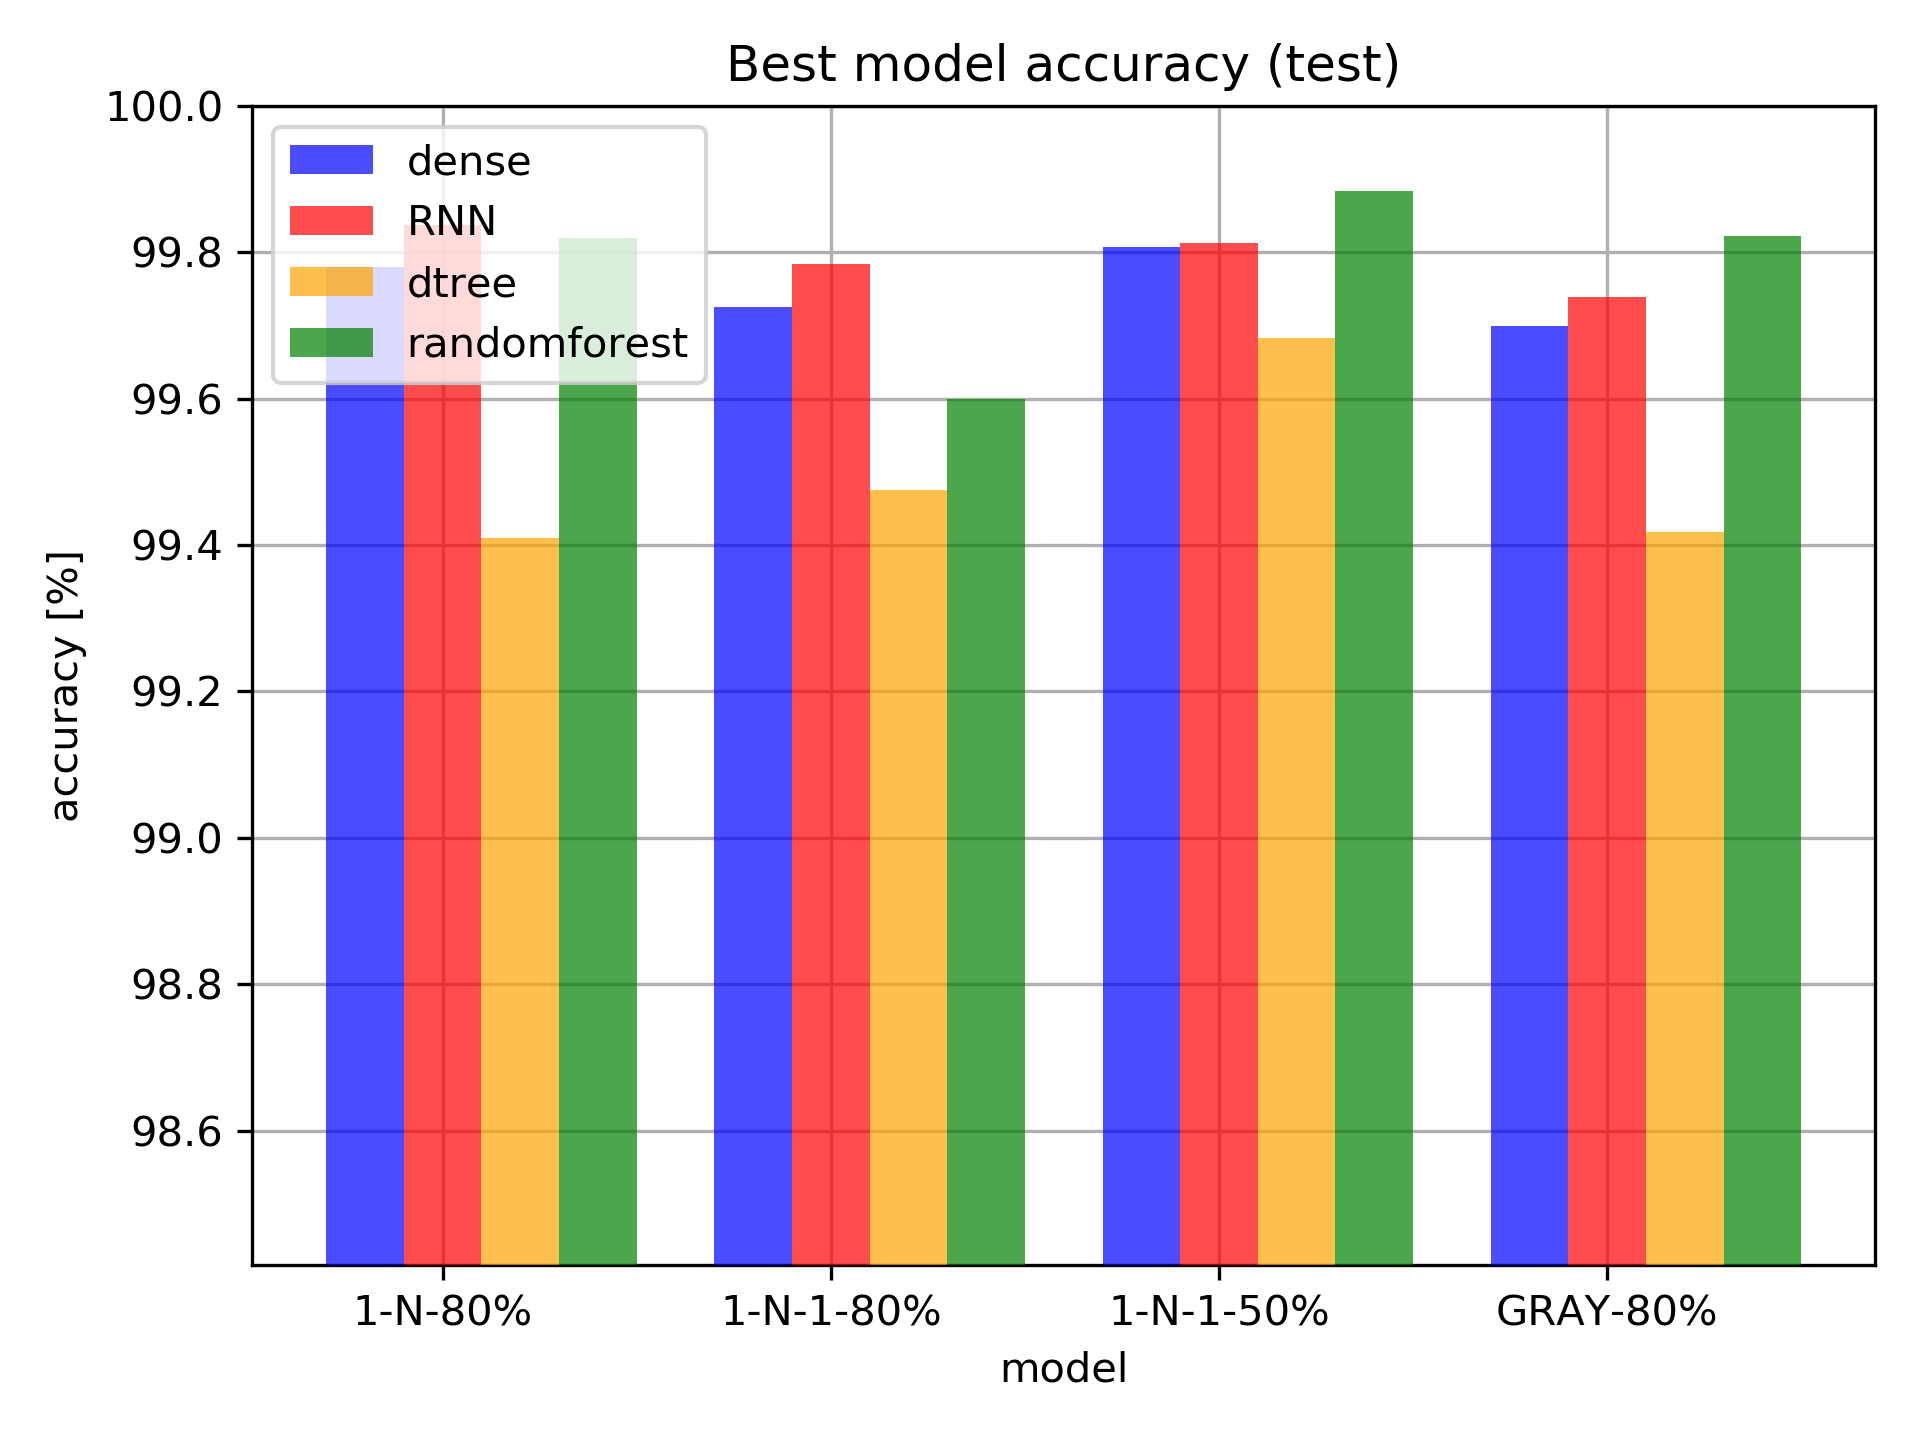 Best model accuracy (test)
100.0
99.8
99.6
99.4
99.2
99.0
98.8
98.6
accuracy [%]
dense
RNN
dtree
randomforest
1-N-80%
1-N-1-80%
1-N-1-50%
GRAY-80%
model